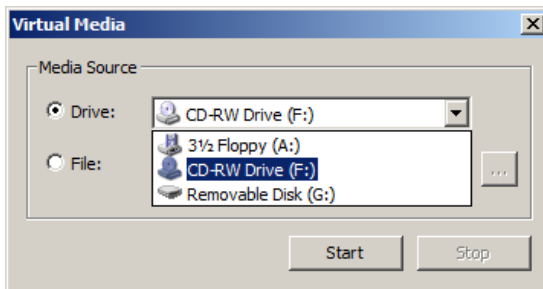 Virtual Media
Media Source
Drive:
CD-RW Drive (F:)
3½ Floppy (A:)
File:
CD-RW Drive (F:)
...
Removable Disk (G:)
Start
Stop